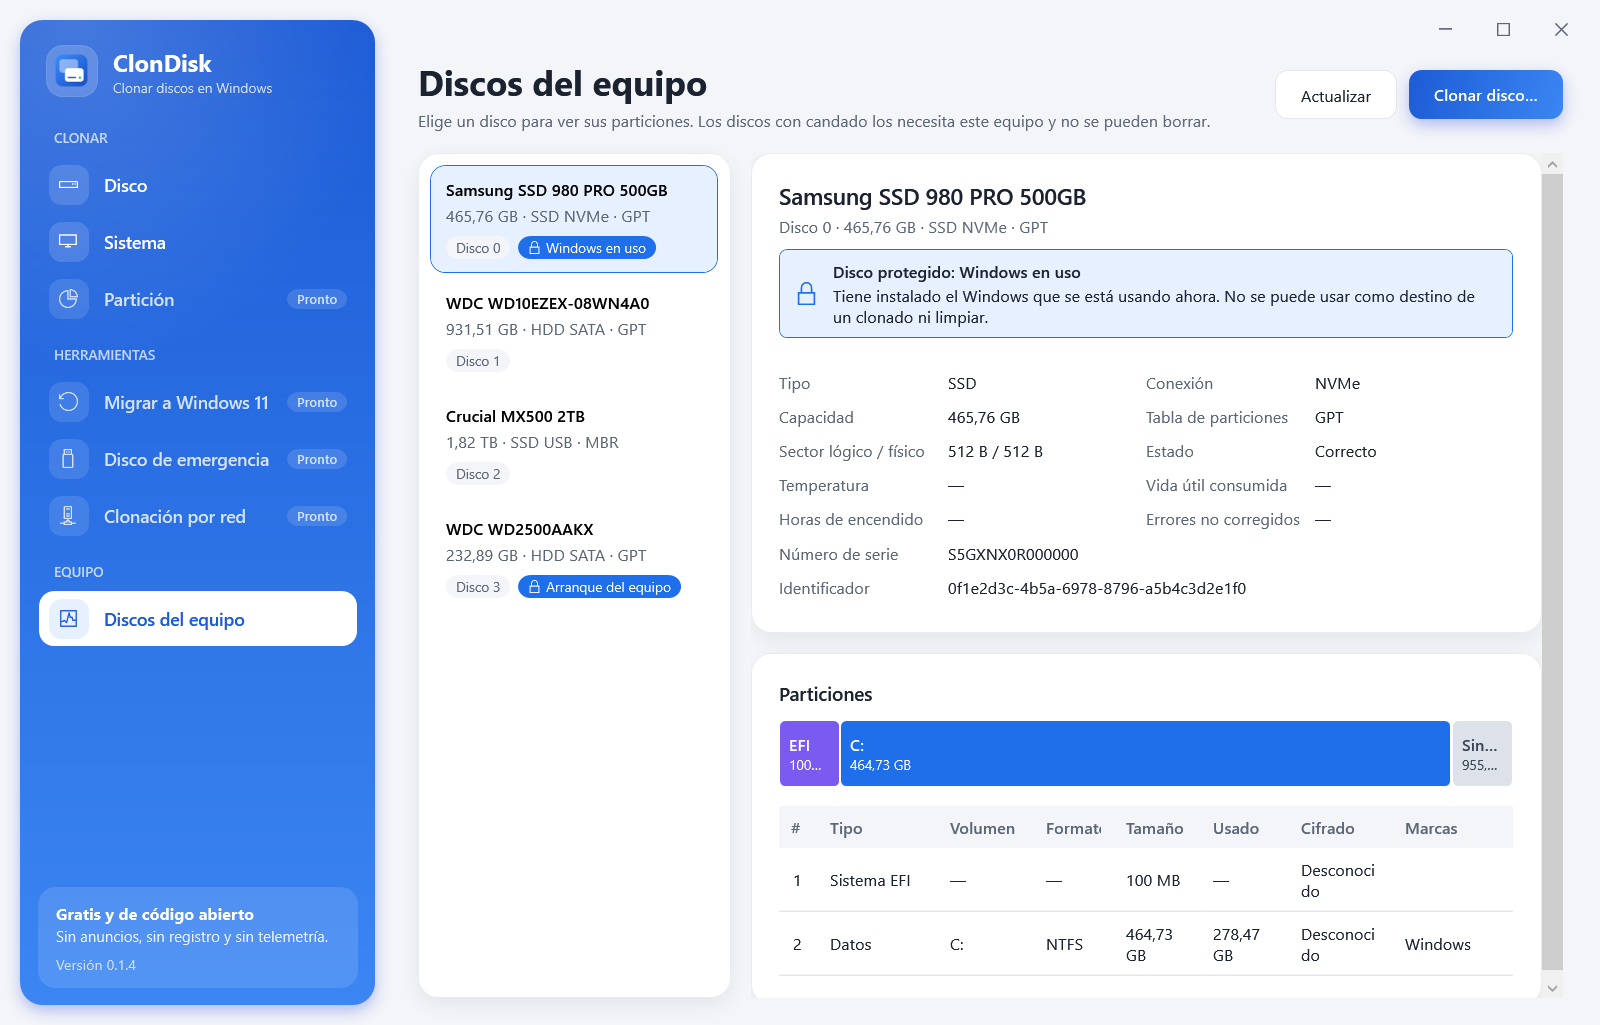 ClonDisk
Clonar discos en Windows
CLONAR
Disco
Sistema
Partición Pronto
HERRAMIENTAS
Migrar a Windows 11 Pronto
Disco de emergencia Pronto
Clonación por red Pronto
EQUIPO
Discos del equipo
Gratis y de código abierto
Sin anuncios, sin registro y sin telemetría.
Versión 0.1.4
Discos del equipo
Elige un disco para ver sus particiones. Los discos con candado los necesita este equipo y no se pueden borrar.
Actualizar
Clonar disco...
Samsung SSD 980 PRO 500GB
465,76 GB · SSD NVMe · GPT
Disco 0 Windows en uso
WDC WD10EZEX-08WN4A0
931,51 GB · HDD SATA · GPT
Disco 1
Crucial MX500 2TB
1,82 TB · SSD USB · MBR
Disco 2
WDC WD2500AAKX
232,89 GB · HDD SATA · GPT
Disco 3 Arranque del equipo
Samsung SSD 980 PRO 500GB
Disco 0 · 465,76 GB · SSD NVMe · GPT
Disco protegido: Windows en uso
Tiene instalado el Windows que se está usando ahora. No se puede usar como destino de
un clonado ni limpiar.
Tipo SSD Conexión NVMe
Capacidad 465,76 GB Tabla de particiones GPT
Sector lógico / físico 512 B / 512 B Estado Correcto
Temperatura — Vida útil consumida —
Horas de encendido — Errores no corregidos —
Número de serie S5GXNX0R000000
Identificador 0f1e2d3c-4b5a-6978-8796-a5b4c3d2e1f0
Particiones
EFI
100...
C:
464,73 GB
Sin...
955,...
# Tipo Volumen Formato Tamaño Usado Cifrado Marcas
1 Sistema EFI — — 100 MB — Desconoci
do
2 Datos C: NTFS 464,73 278,47 Desconoci Windows
GB GB do